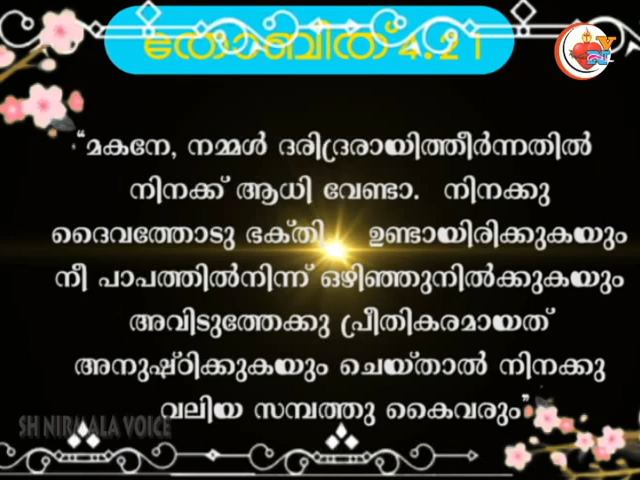 തോബിത് 4:21
YN
"മകനേ, നമ്മൾ ദരിദ്രരായിത്തീർന്നതിൽ
നിനക്ക് ആധി വേണ്ടാ. നിനക്കു
ദൈവത്തോടു ഭക്തി ഉണ്ടായിരിക്കുകയും
നീ പാപത്തിൽനിന്ന് ഒഴിഞ്ഞുനിൽക്കുകയും
അവിടുത്തേക്കു പ്രീതികരമായത്
അനുഷ്ഠിക്കുകയും ചെയ്താൽ നിനക്കു
വലിയ സമ്പത്തു കൈവരും"
SH NIRMALA VOICE